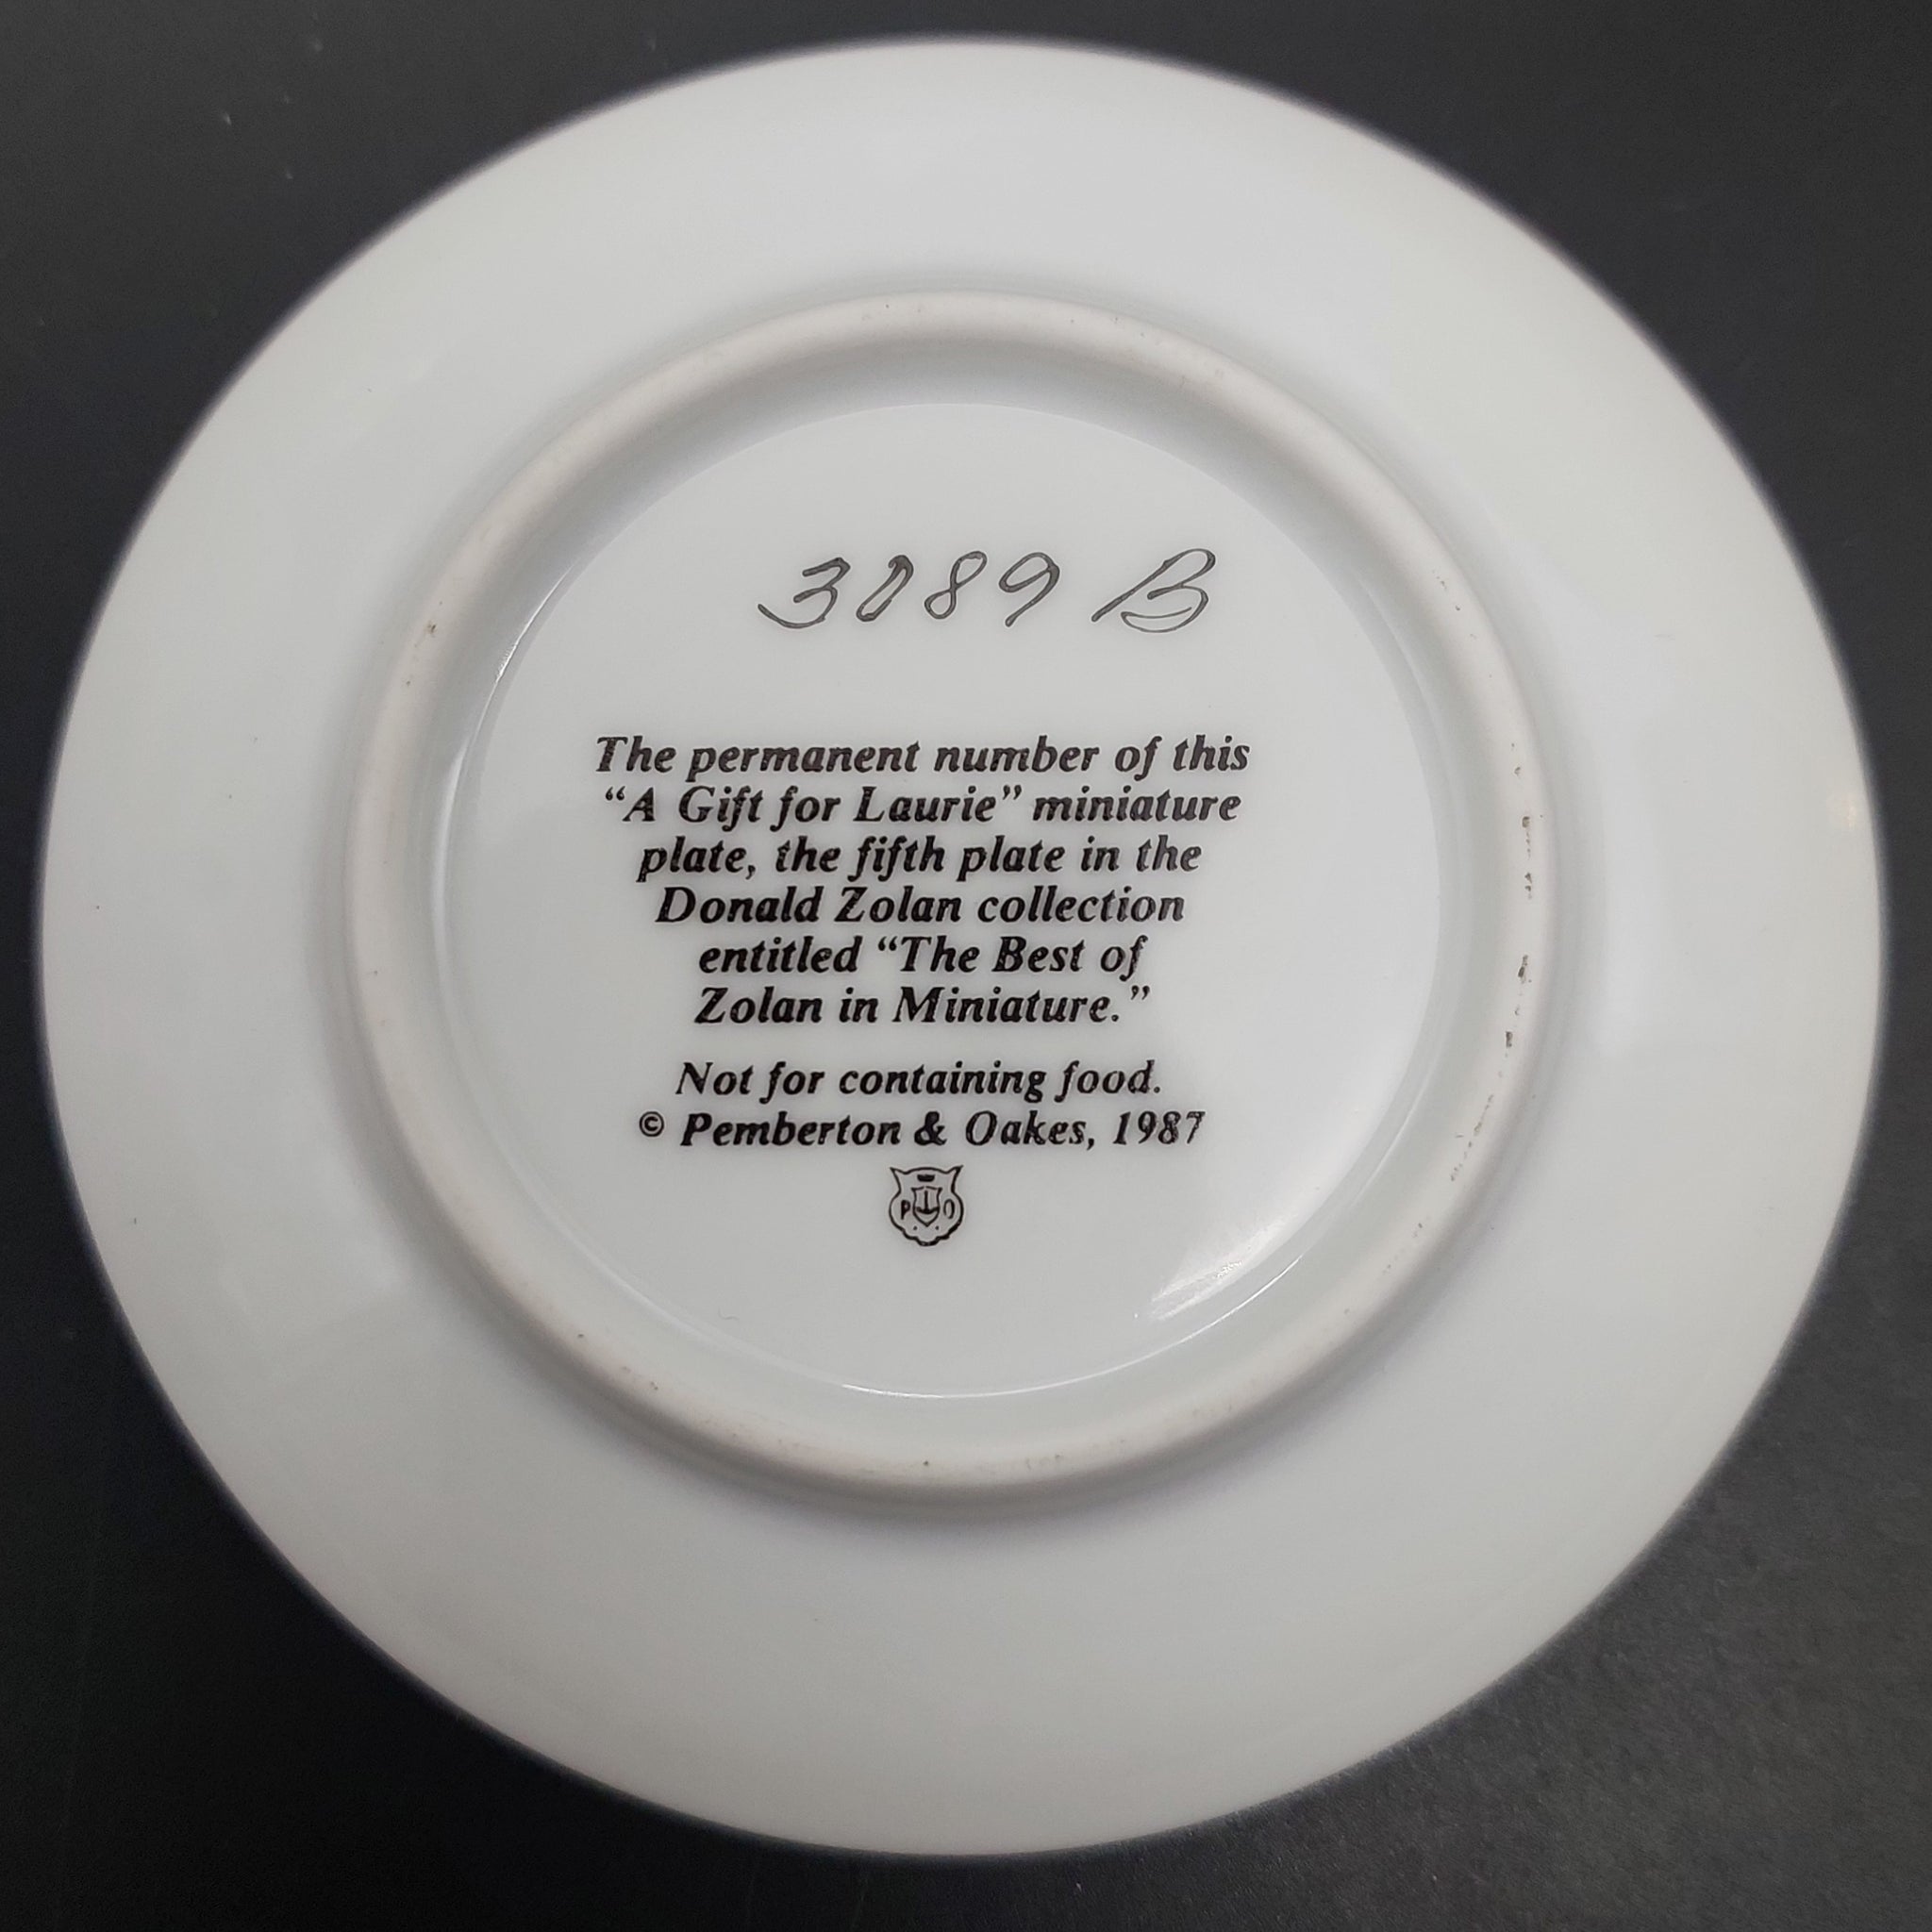 3089 B
The permanent number of this
“A Gift for Laurie” miniature
plate, the fifth plate in the
Donald Zolan collection
entitled “The Best of
Zolan in Miniature.”
Not for containing food.
© Pemberton & Oakes, 1987
P O